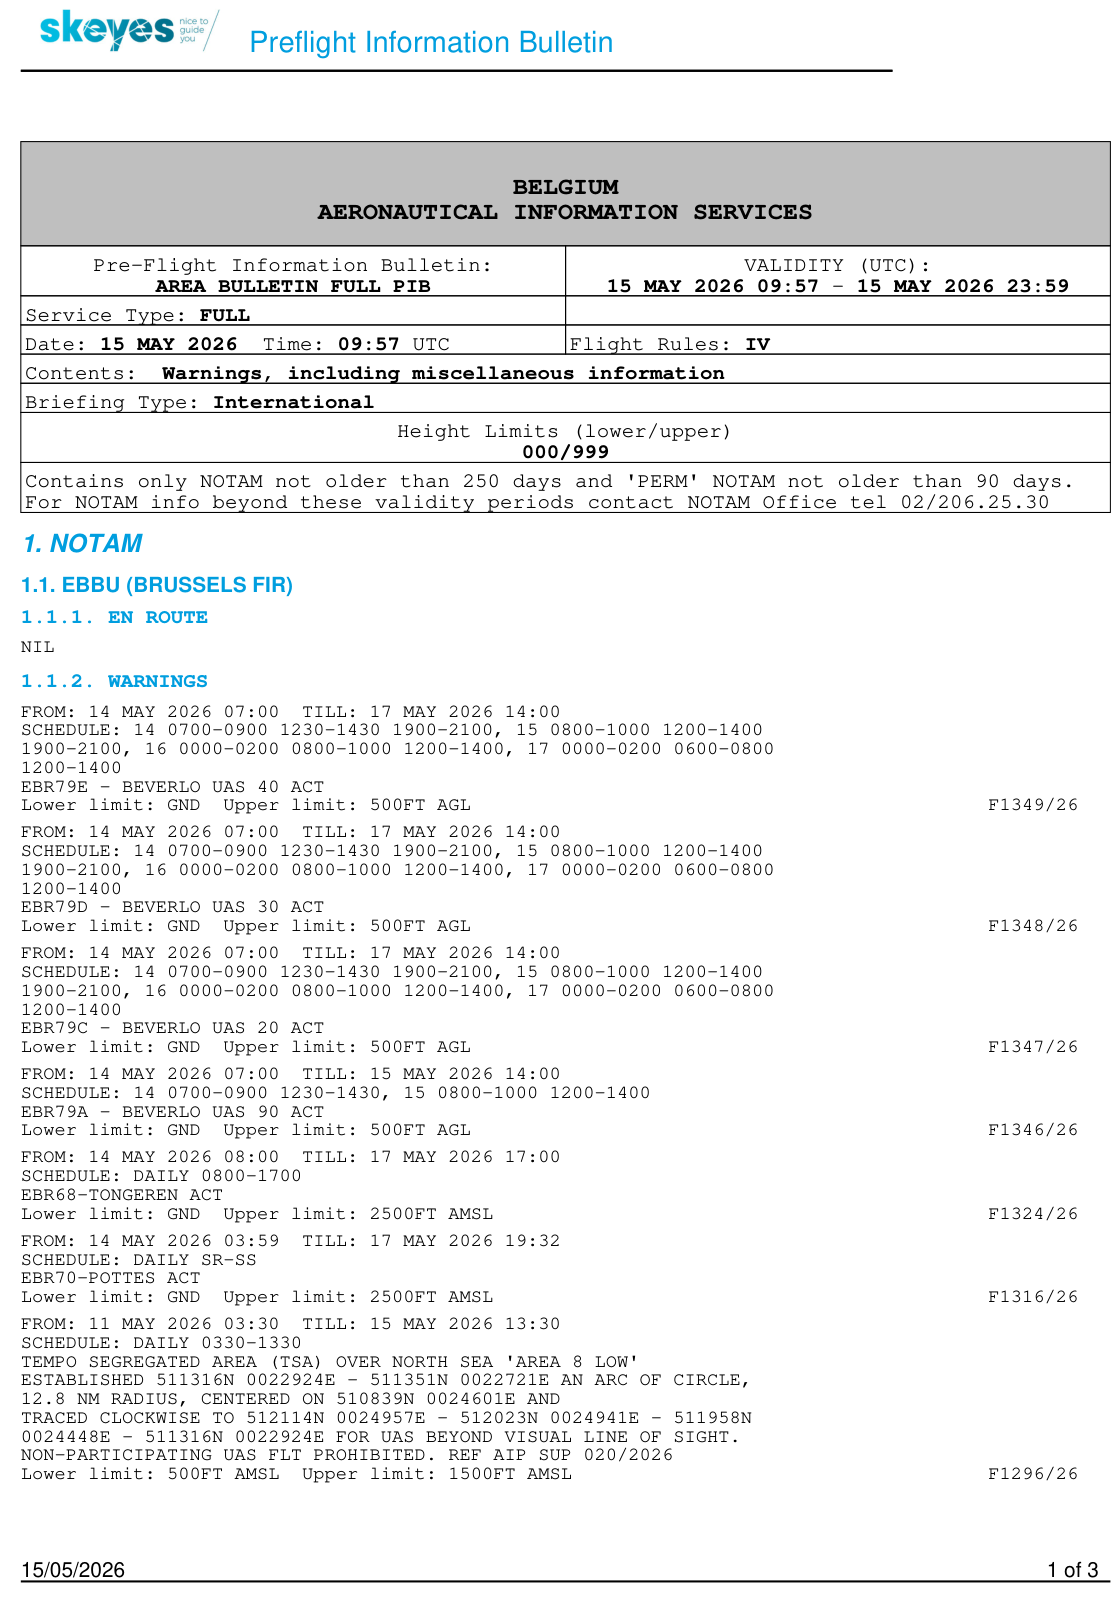 skeyes nice to guide you
Preflight Information Bulletin
BELGIUM
AERONAUTICAL INFORMATION SERVICES
Pre-Flight Information Bulletin:
AREA BULLETIN FULL PIB
VALIDITY (UTC):
15 MAY 2026 09:57 - 15 MAY 2026 23:59
Service Type: FULL
Date: 15 MAY 2026  Time: 09:57 UTC
Flight Rules: IV
Contents:  Warnings, including miscellaneous information
Briefing Type: International
Height Limits (lower/upper)
000/999
Contains only NOTAM not older than 250 days and 'PERM' NOTAM not older than 90 days.
For NOTAM info beyond these validity periods contact NOTAM Office tel 02/206.25.30
1. NOTAM
1.1. EBBU (BRUSSELS FIR)
1.1.1. EN ROUTE
NIL
1.1.2. WARNINGS
FROM: 14 MAY 2026 07:00  TILL: 17 MAY 2026 14:00
SCHEDULE: 14 0700-0900 1230-1430 1900-2100, 15 0800-1000 1200-1400
1900-2100, 16 0000-0200 0800-1000 1200-1400, 17 0000-0200 0600-0800
1200-1400
EBR79E - BEVERLO UAS 40 ACT
Lower limit: GND  Upper limit: 500FT AGL F1349/26
FROM: 14 MAY 2026 07:00  TILL: 17 MAY 2026 14:00
SCHEDULE: 14 0700-0900 1230-1430 1900-2100, 15 0800-1000 1200-1400
1900-2100, 16 0000-0200 0800-1000 1200-1400, 17 0000-0200 0600-0800
1200-1400
EBR79D - BEVERLO UAS 30 ACT
Lower limit: GND  Upper limit: 500FT AGL F1348/26
FROM: 14 MAY 2026 07:00  TILL: 17 MAY 2026 14:00
SCHEDULE: 14 0700-0900 1230-1430 1900-2100, 15 0800-1000 1200-1400
1900-2100, 16 0000-0200 0800-1000 1200-1400, 17 0000-0200 0600-0800
1200-1400
EBR79C - BEVERLO UAS 20 ACT
Lower limit: GND  Upper limit: 500FT AGL F1347/26
FROM: 14 MAY 2026 07:00  TILL: 15 MAY 2026 14:00
SCHEDULE: 14 0700-0900 1230-1430, 15 0800-1000 1200-1400
EBR79A - BEVERLO UAS 90 ACT
Lower limit: GND  Upper limit: 500FT AGL F1346/26
FROM: 14 MAY 2026 08:00  TILL: 17 MAY 2026 17:00
SCHEDULE: DAILY 0800-1700
EBR68-TONGEREN ACT
Lower limit: GND  Upper limit: 2500FT AMSL F1324/26
FROM: 14 MAY 2026 03:59  TILL: 17 MAY 2026 19:32
SCHEDULE: DAILY SR-SS
EBR70-POTTES ACT
Lower limit: GND  Upper limit: 2500FT AMSL F1316/26
FROM: 11 MAY 2026 03:30  TILL: 15 MAY 2026 13:30
SCHEDULE: DAILY 0330-1330
TEMPO SEGREGATED AREA (TSA) OVER NORTH SEA 'AREA 8 LOW'
ESTABLISHED 511316N 0022924E - 511351N 0022721E AN ARC OF CIRCLE,
12.8 NM RADIUS, CENTERED ON 510839N 0024601E AND
TRACED CLOCKWISE TO 512114N 0024957E - 512023N 0024941E - 511958N
0024448E - 511316N 0022924E FOR UAS BEYOND VISUAL LINE OF SIGHT.
NON-PARTICIPATING UAS FLT PROHIBITED. REF AIP SUP 020/2026
Lower limit: 500FT AMSL  Upper limit: 1500FT AMSL F1296/26
15/05/2026 1 of 3